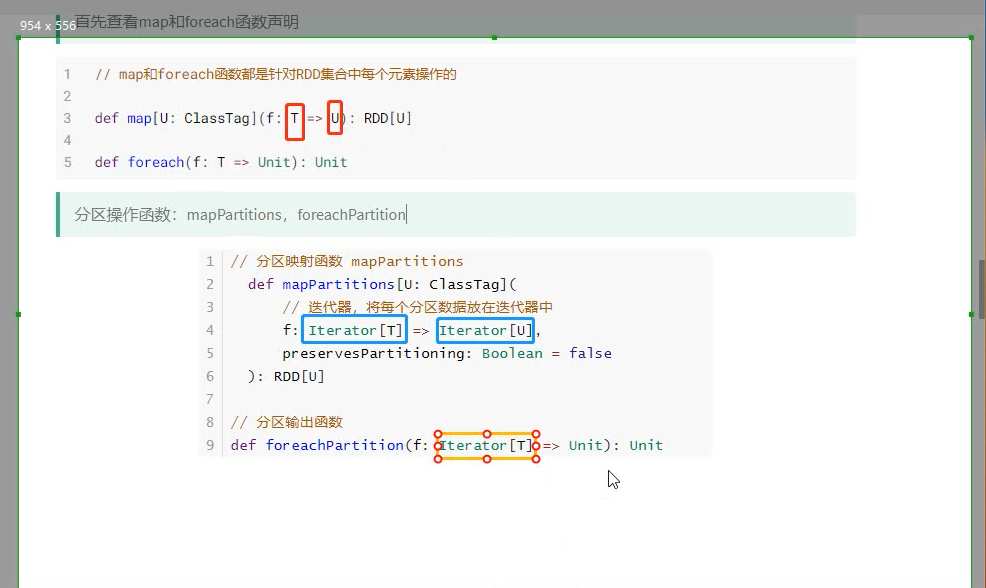 954 x 556
首先查看map和foreach函数声明
1 // map和foreach函数都是针对RDD集合中每个元素操作的
2
3 def map[U: ClassTag](f: T => U): RDD[U]
4
5 def foreach(f: T => Unit): Unit
分区操作函数：mapPartitions，foreachPartition
1 // 分区映射函数 mapPartitions
2 def mapPartitions[U: ClassTag](
3 // 迭代器，将每个分区数据放在迭代器中
4 f: Iterator[T] => Iterator[U],
5 preservesPartitioning: Boolean = false
6 ): RDD[U]
7
8 // 分区输出函数
9 def foreachPartition(f: Iterator[T] => Unit): Unit